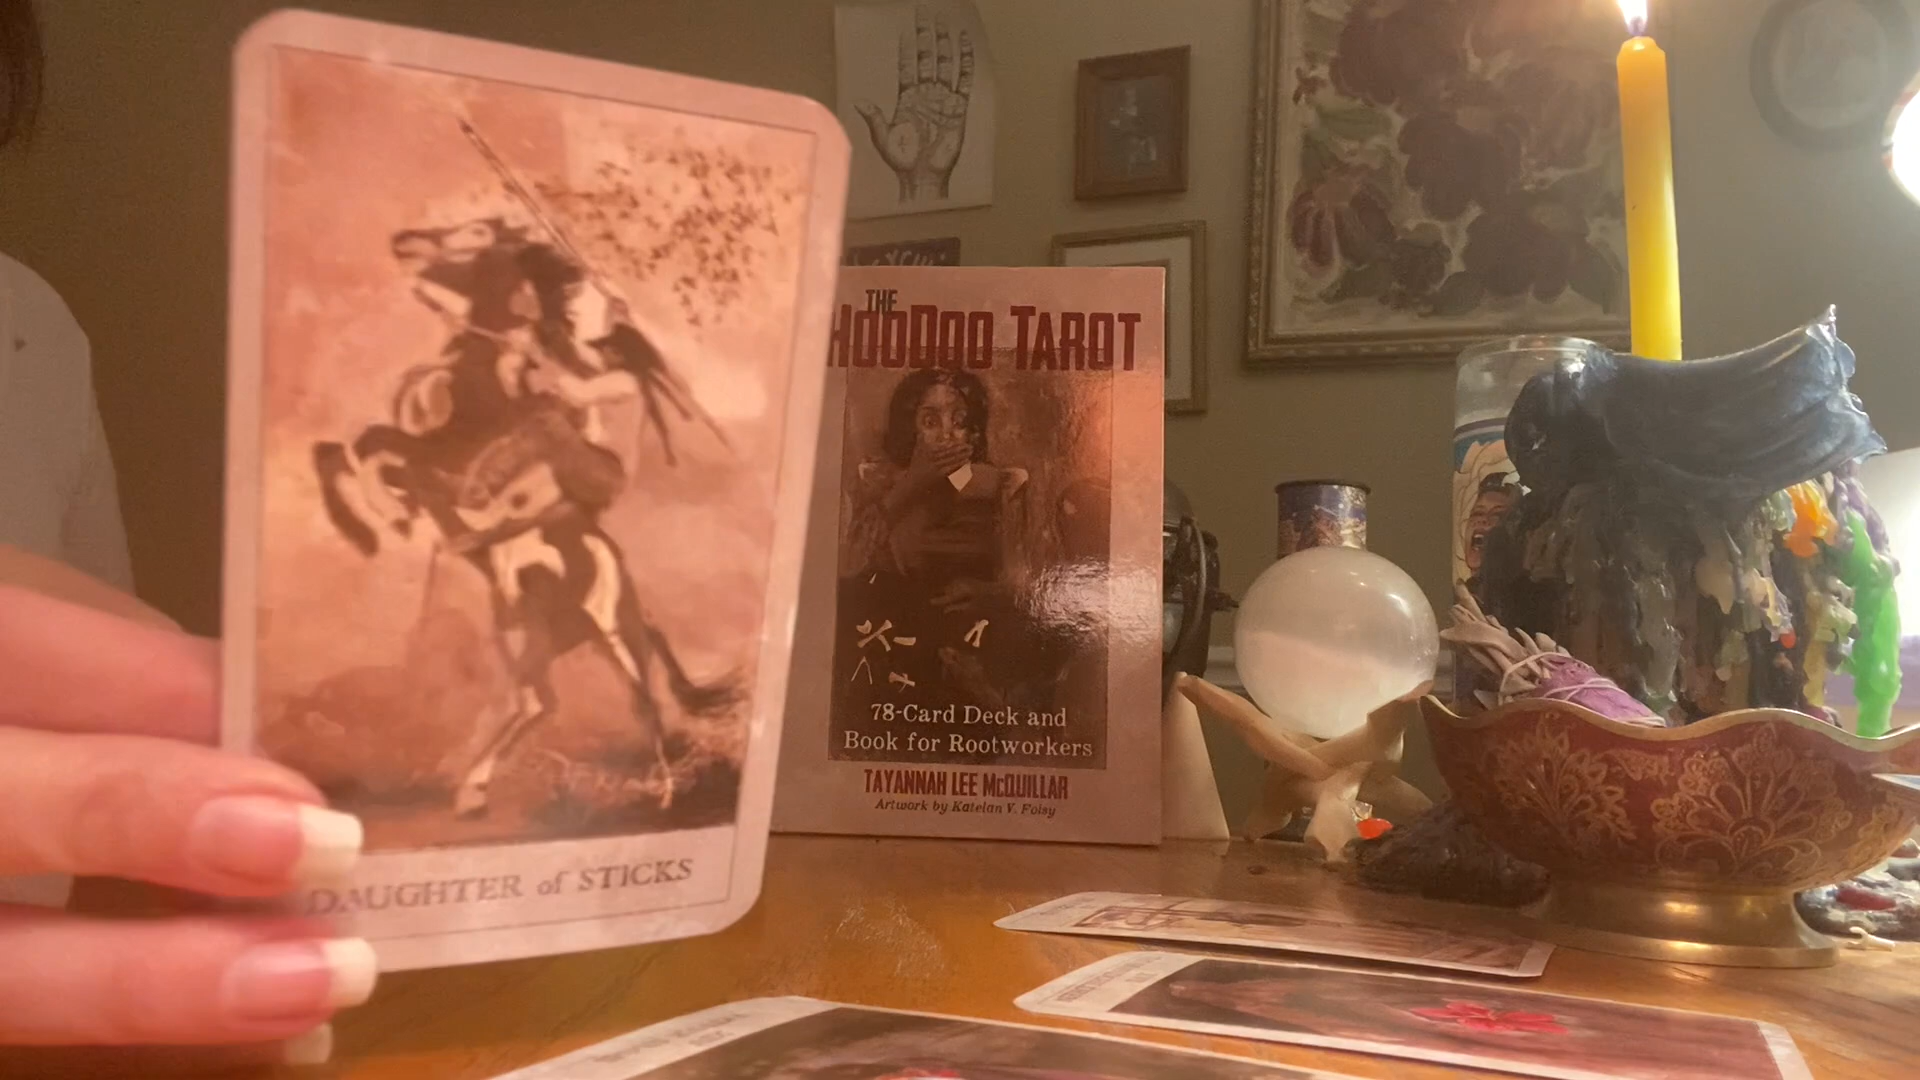 DAUGHTER of STICKS
THE
HOODOO TAROT
78-Card Deck and
Book for Rootworkers
TAYANNAH LEE McQUILLAR
Artwork by Katelan V. Foisy